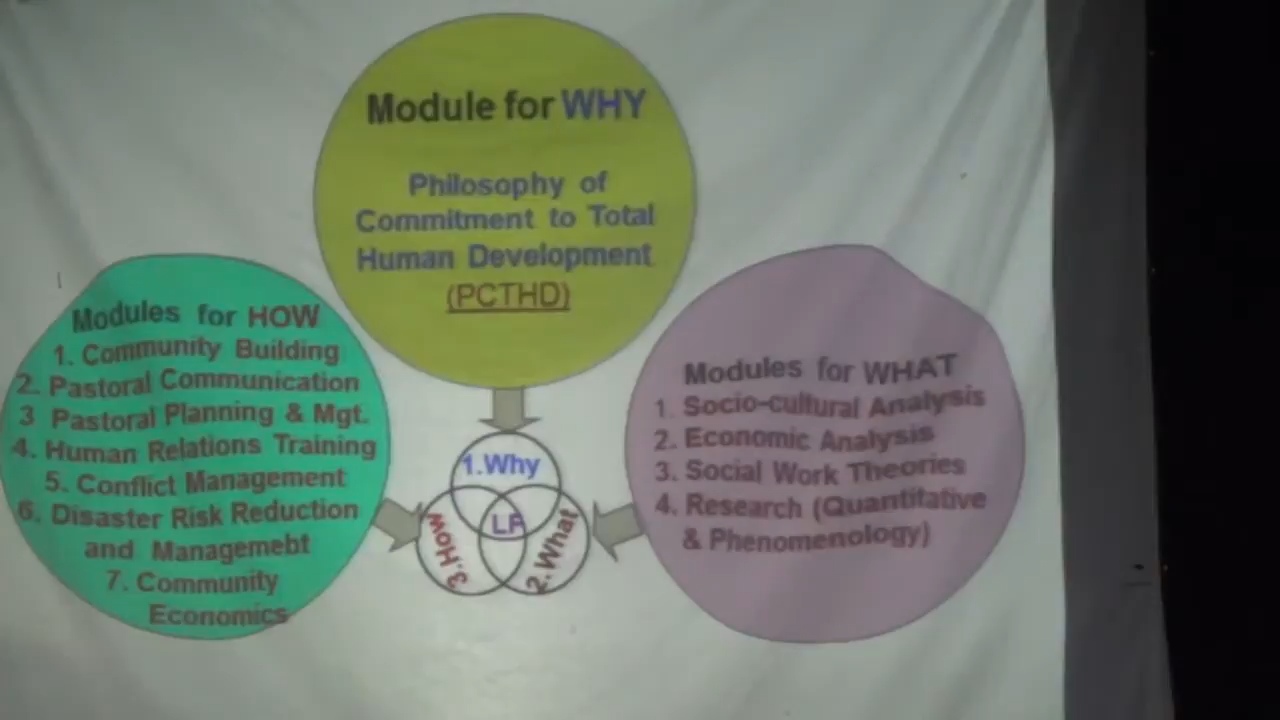 Module for WHY
Philosophy of
Commitment to Total
Human Development
(PCTHD)
Modules for HOW
1. Community Building
2. Pastoral Communication
3 Pastoral Planning & Mgt.
4. Human Relations Training
5. Conflict Management
6. Disaster Risk Reduction
and Managemebt
7. Community
Economics
Modules for WHAT
1. Socio-cultural Analysis
2. Economic Analysis
3. Social Work Theories
4. Research (Quantitative
& Phenomenology)
1.Why
3.How
2.What